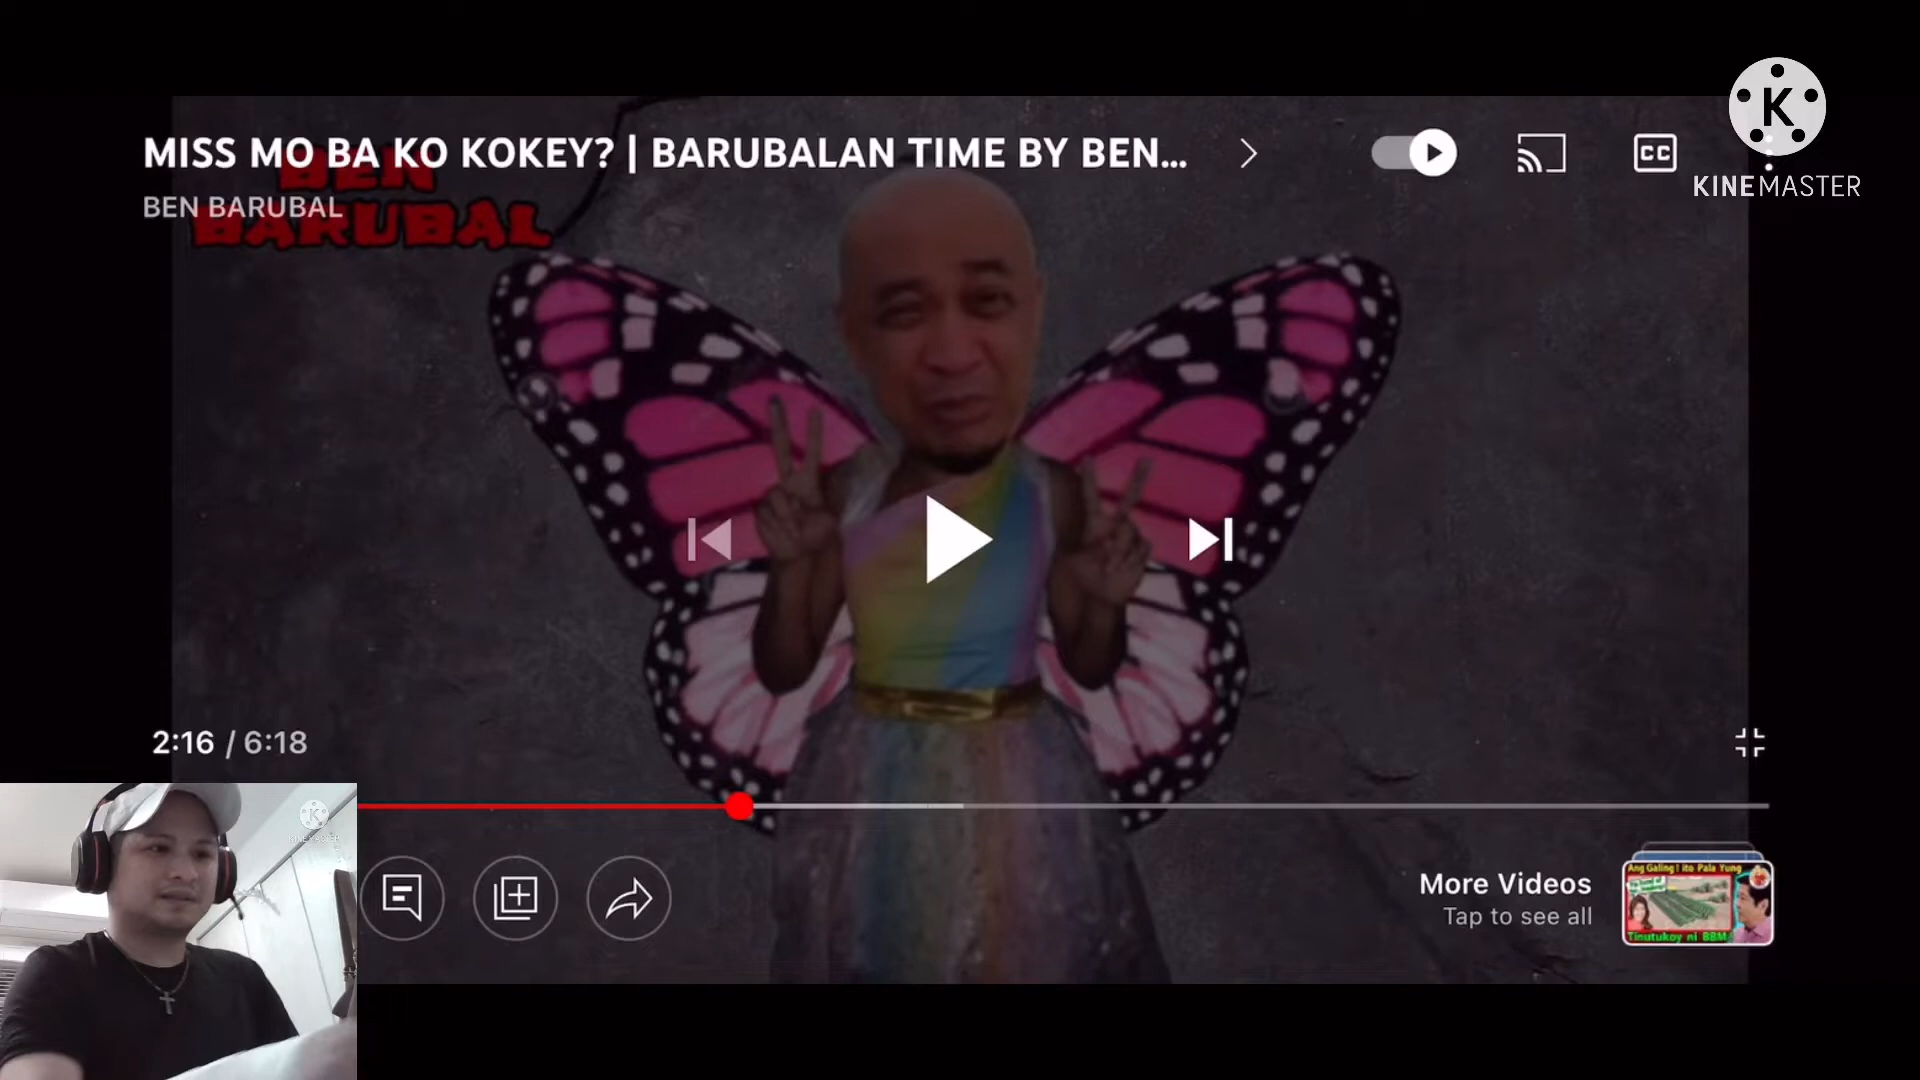 MISS MO BA KO KOKEY? | BARUBALAN TIME BY BEN...
BEN BARUBAL
BEN
BARUBAL
CC
K
KINEMASTER
2:16 / 6:18
More Videos
Tap to see all
Ang Galing! ito Pala Yung
Tinutukoy ni BBM